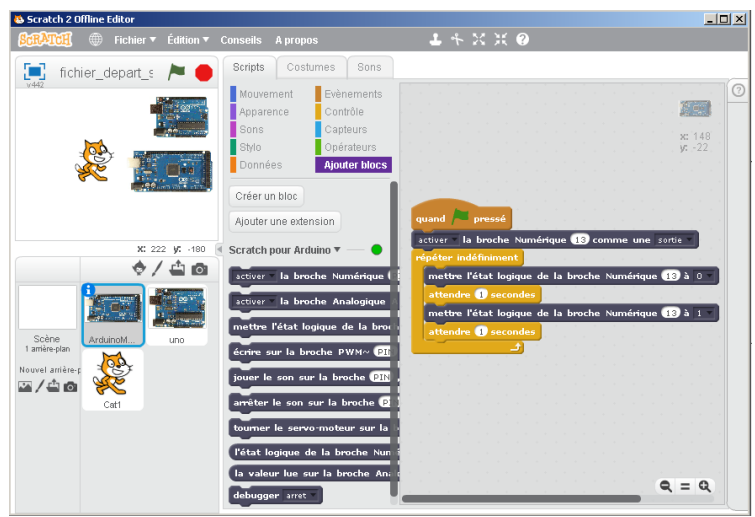 Scratch 2 Offline Editor
SCRATCH Fichier Édition Conseils A propos
v442
fichier_depart_s
x: 222 y: -180
Scène
1 arrière-plan
Nouvel arrière-p
ArduinoM...
uno
Cat1
Scripts Costumes Sons
Mouvement Evènements
Apparence Contrôle
Sons Capteurs
Stylo Opérateurs
Données Ajouter blocs
Créer un bloc
Ajouter une extension
Scratch pour Arduino
activer la broche Numérique
activer la broche Analogique
mettre l'état logique de la bro
écrire sur la broche PWM~ PIN
jouer le son sur la broche PIN
arrêter le son sur la broche P
tourner le servo-moteur sur la
l'état logique de la broche Num
la valeur lue sur la broche Ana
debugger arret
x: 148
y: -22
quand pressé
activer la broche Numérique 13 comme une sortie
répéter indéfiniment
mettre l'état logique de la broche Numérique 13 à 0
attendre 1 secondes
mettre l'état logique de la broche Numérique 13 à 1
attendre 1 secondes